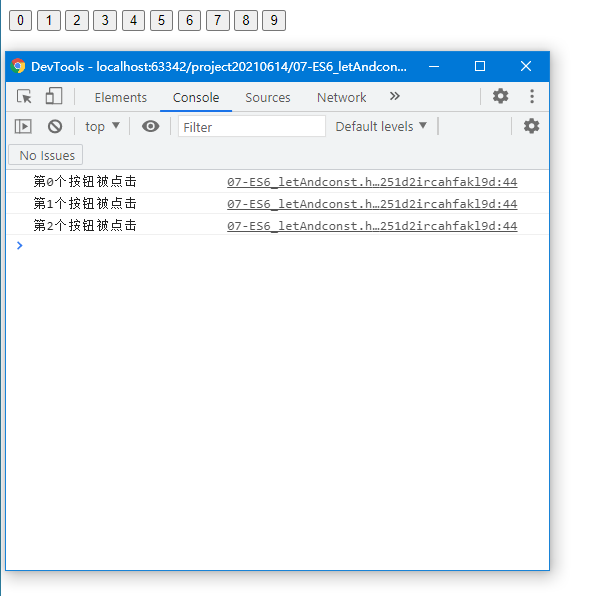 0 1 2 3 4 5 6 7 8 9
DevTools - localhost:63342/project20210614/07-ES6_letAndcon...
Elements Console Sources Network
top Filter Default levels
No Issues
第0个按钮被点击 07-ES6_letAndconst.h…251d2ircahfakl9d:44
第1个按钮被点击 07-ES6_letAndconst.h…251d2ircahfakl9d:44
第2个按钮被点击 07-ES6_letAndconst.h…251d2ircahfakl9d:44